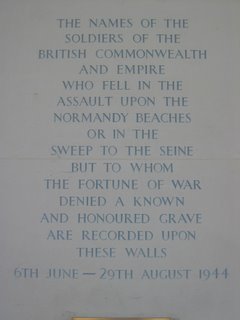 THE NAMES OF THE
SOLDIERS OF THE
BRITISH COMMONWEALTH
AND EMPIRE
WHO FELL IN THE
ASSAULT UPON THE
NORMANDY BEACHES
OR IN THE
SWEEP TO THE SEINE
BUT TO WHOM
THE FORTUNE OF WAR
DENIED A KNOWN
AND HONOURED GRAVE
ARE RECORDED UPON
THESE WALLS
6TH JUNE — 29TH AUGUST 1944